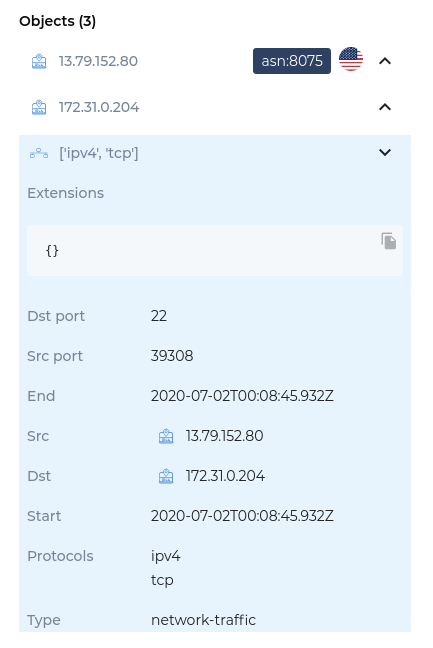 Objects (3)
13.79.152.80 asn:8075
172.31.0.204
['ipv4', 'tcp']
Extensions
{}
Dst port 22
Src port 39308
End 2020-07-02T00:08:45.932Z
Src 13.79.152.80
Dst 172.31.0.204
Start 2020-07-02T00:08:45.932Z
Protocols ipv4
tcp
Type network-traffic